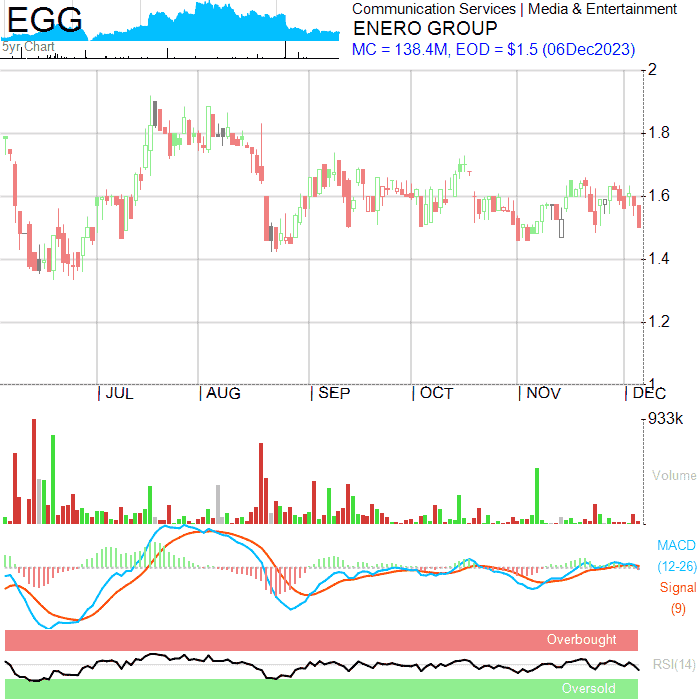 EGG
5yr Chart
Communication Services | Media & Entertainment
ENERO GROUP
MC = 138.4M, EOD = $1.5 (06Dec2023)
2
1.8
1.6
1.4
1.2
1
JUL AUG SEP OCT NOV DEC
933k
Volume
MACD
(12-26)
Signal
(9)
Overbought
RSI(14)
Oversold